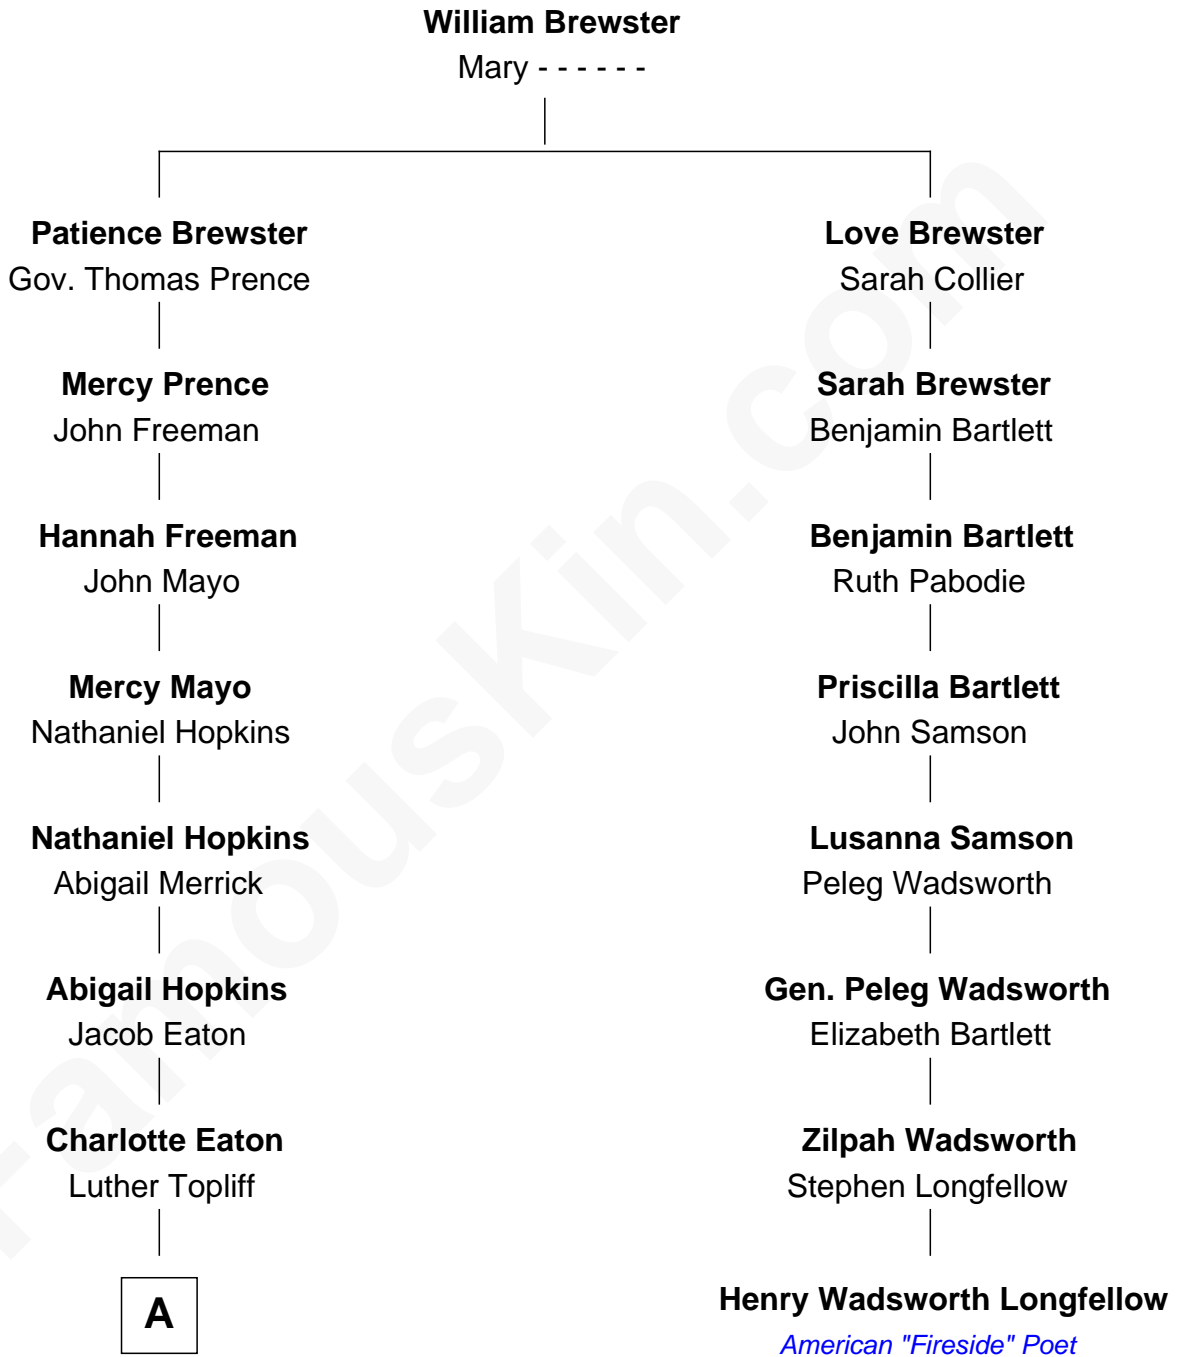 William Brewster
Mary - - - - - -
Patience Brewster
Gov. Thomas Prence
Love Brewster
Sarah Collier
Mercy Prence
John Freeman
Sarah Brewster
Benjamin Bartlett
Hannah Freeman
John Mayo
Benjamin Bartlett
Ruth Pabodie
Mercy Mayo
Nathaniel Hopkins
Priscilla Bartlett
John Samson
Nathaniel Hopkins
Abigail Merrick
Lusanna Samson
Peleg Wadsworth
Abigail Hopkins
Jacob Eaton
Gen. Peleg Wadsworth
Elizabeth Bartlett
Charlotte Eaton
Luther Topliff
Zilpah Wadsworth
Stephen Longfellow
A
Henry Wadsworth Longfellow
American "Fireside" Poet
FamousKin.com